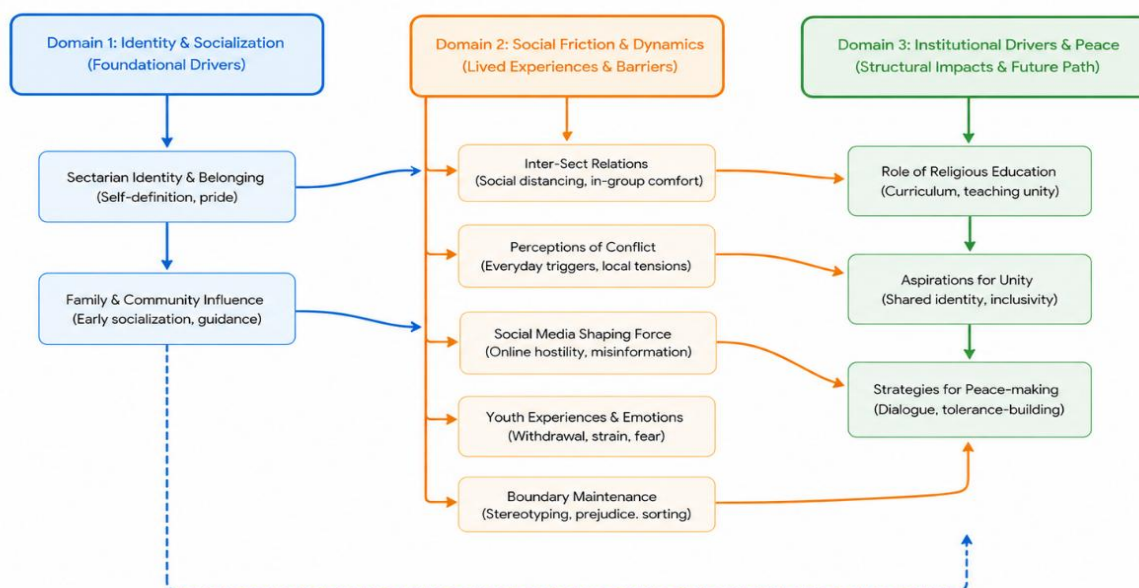 Domain 1: Identity & Socialization
(Foundational Drivers)
Sectarian Identity & Belonging
(Self-definition, pride)
Family & Community Influence
(Early socialization, guidance)
Domain 2: Social Friction & Dynamics
(Lived Experiences & Barriers)
Inter-Sect Relations
(Social distancing, in-group comfort)
Perceptions of Conflict
(Everyday triggers, local tensions)
Social Media Shaping Force
(Online hostility, misinformation)
Youth Experiences & Emotions
(Withdrawal, strain, fear)
Boundary Maintenance
(Stereotyping, prejudice. sorting)
Domain 3: Institutional Drivers & Peace
(Structural Impacts & Future Path)
Role of Religious Education
(Curriculum, teaching unity)
Aspirations for Unity
(Shared identity, inclusivity)
Strategies for Peace-making
(Dialogue, tolerance-building)